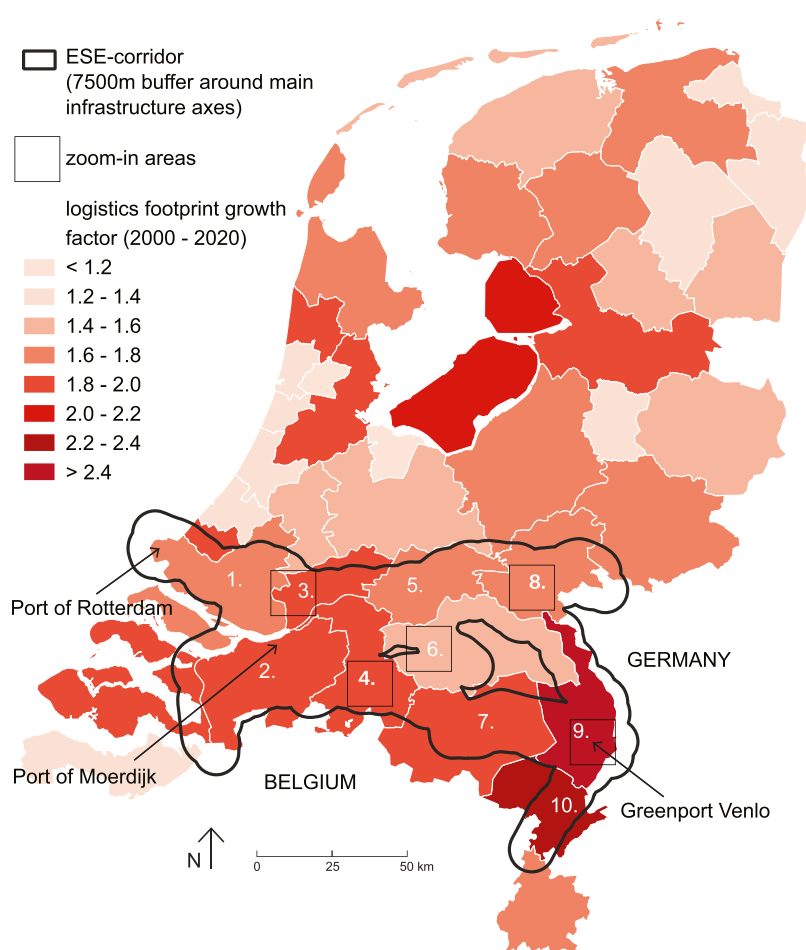 ESE-corridor
(7500m buffer around main
infrastructure axes)
zoom-in areas
logistics footprint growth
factor (2000 - 2020)
< 1.2
1.2 - 1.4
1.4 - 1.6
1.6 - 1.8
1.8 - 2.0
2.0 - 2.2
2.2 - 2.4
> 2.4
1.
3.
5.
8.
Port of Rotterdam
6.
GERMANY
2.
4.
7.
9.
Port of Moerdijk
BELGIUM
10.
Greenport Venlo
N
0
25
50 km